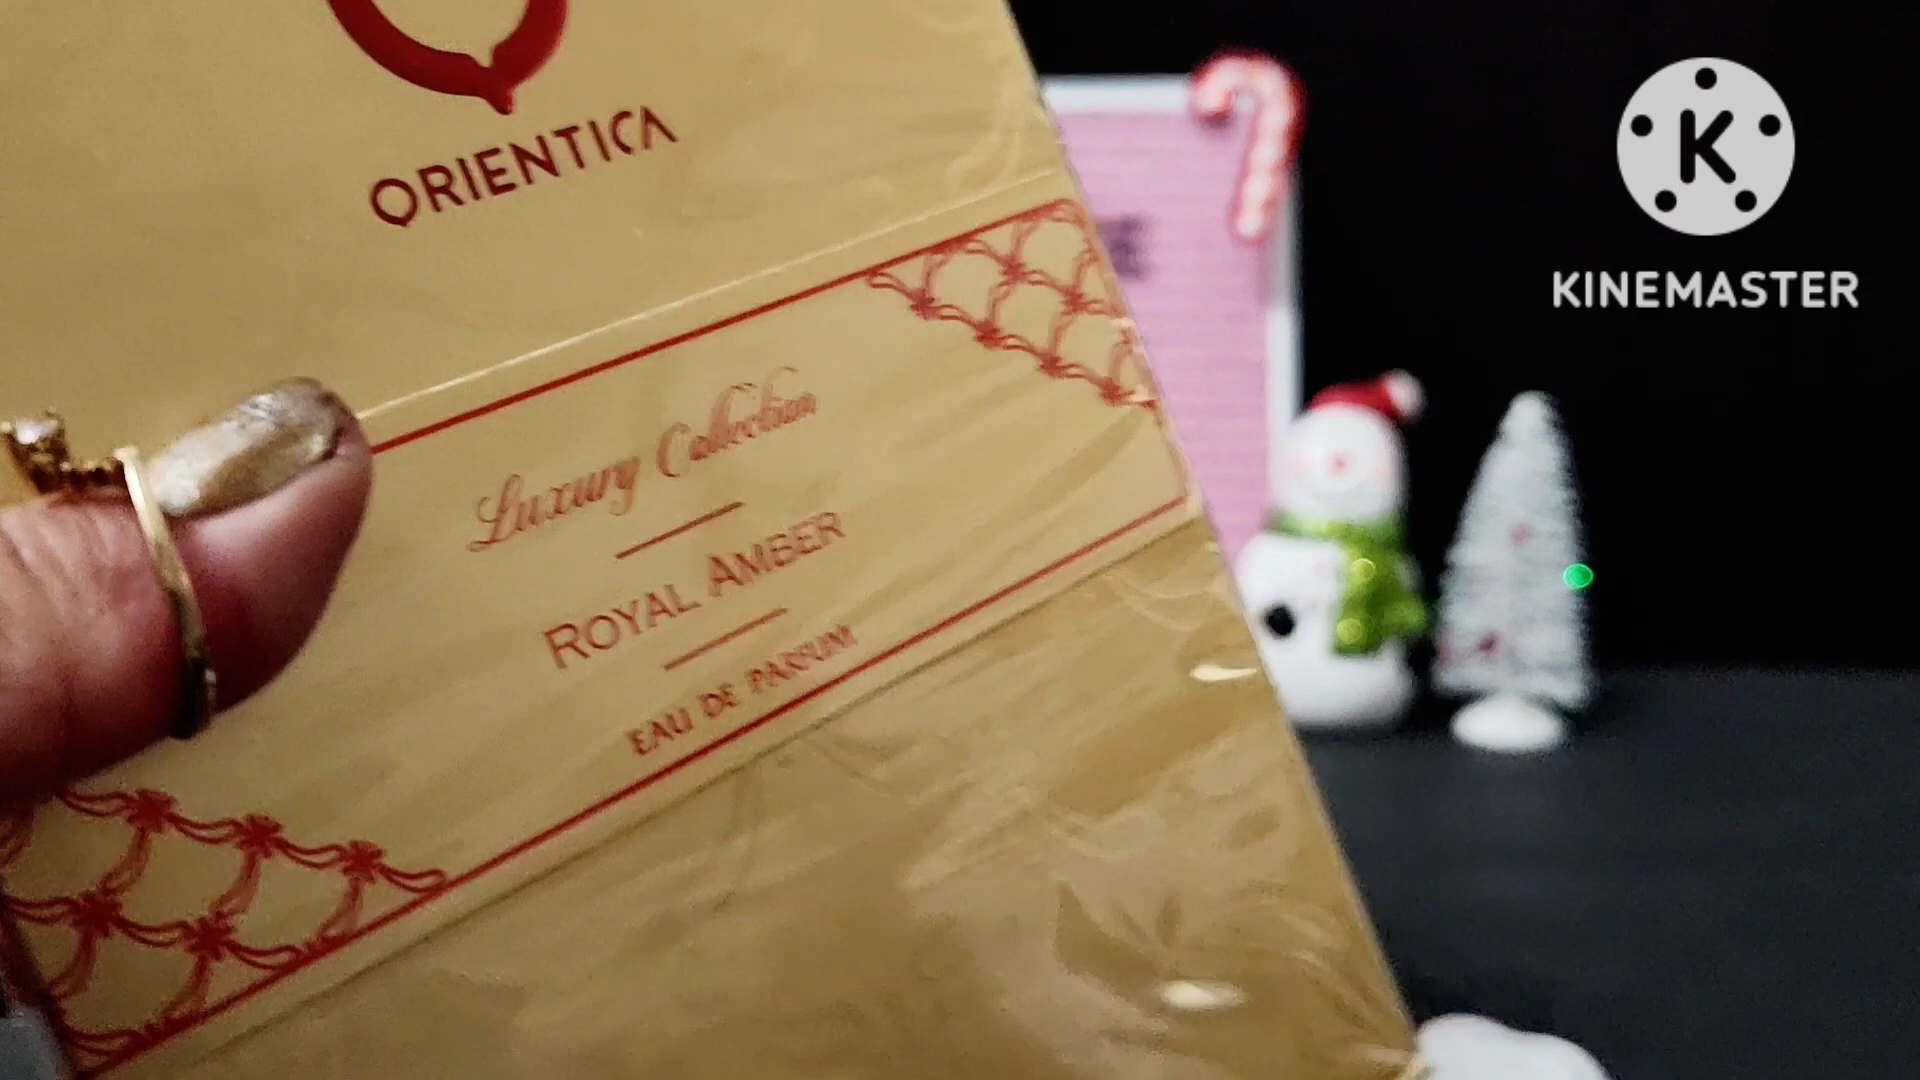 ORIENTICA
Luxury Collection
ROYAL AMBER
EAU DE PARFUM
K
KINEMASTER